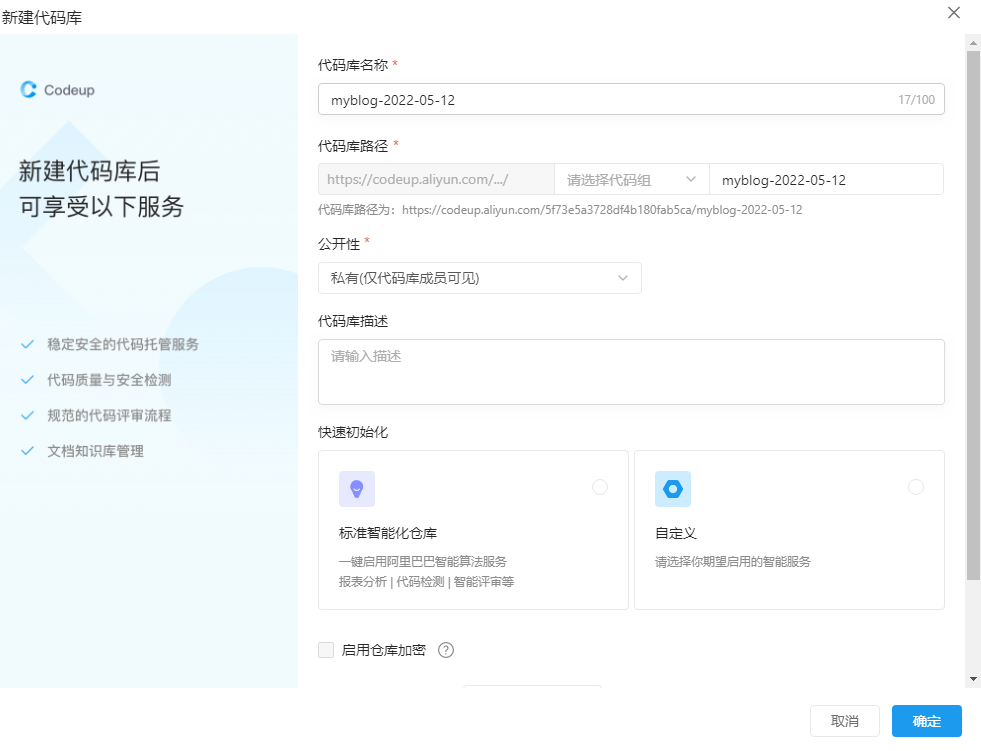 新建代码库
Codeup
新建代码库后
可享受以下服务
稳定安全的代码托管服务
代码质量与安全检测
规范的代码评审流程
文档知识库管理
代码库名称 *
myblog-2022-05-12 17/100
代码库路径 *
https://codeup.aliyun.com/.../ 请选择代码组 myblog-2022-05-12
代码库路径为：https://codeup.aliyun.com/5f73e5a3728df4b180fab5ca/myblog-2022-05-12
公开性 *
私有(仅代码库成员可见)
代码库描述
请输入描述
快速初始化
标准智能化仓库
一键启用阿里巴巴智能算法服务
报表分析 | 代码检测 | 智能评审等
自定义
请选择你期望启用的智能服务
启用仓库加密 ?
取消 确定